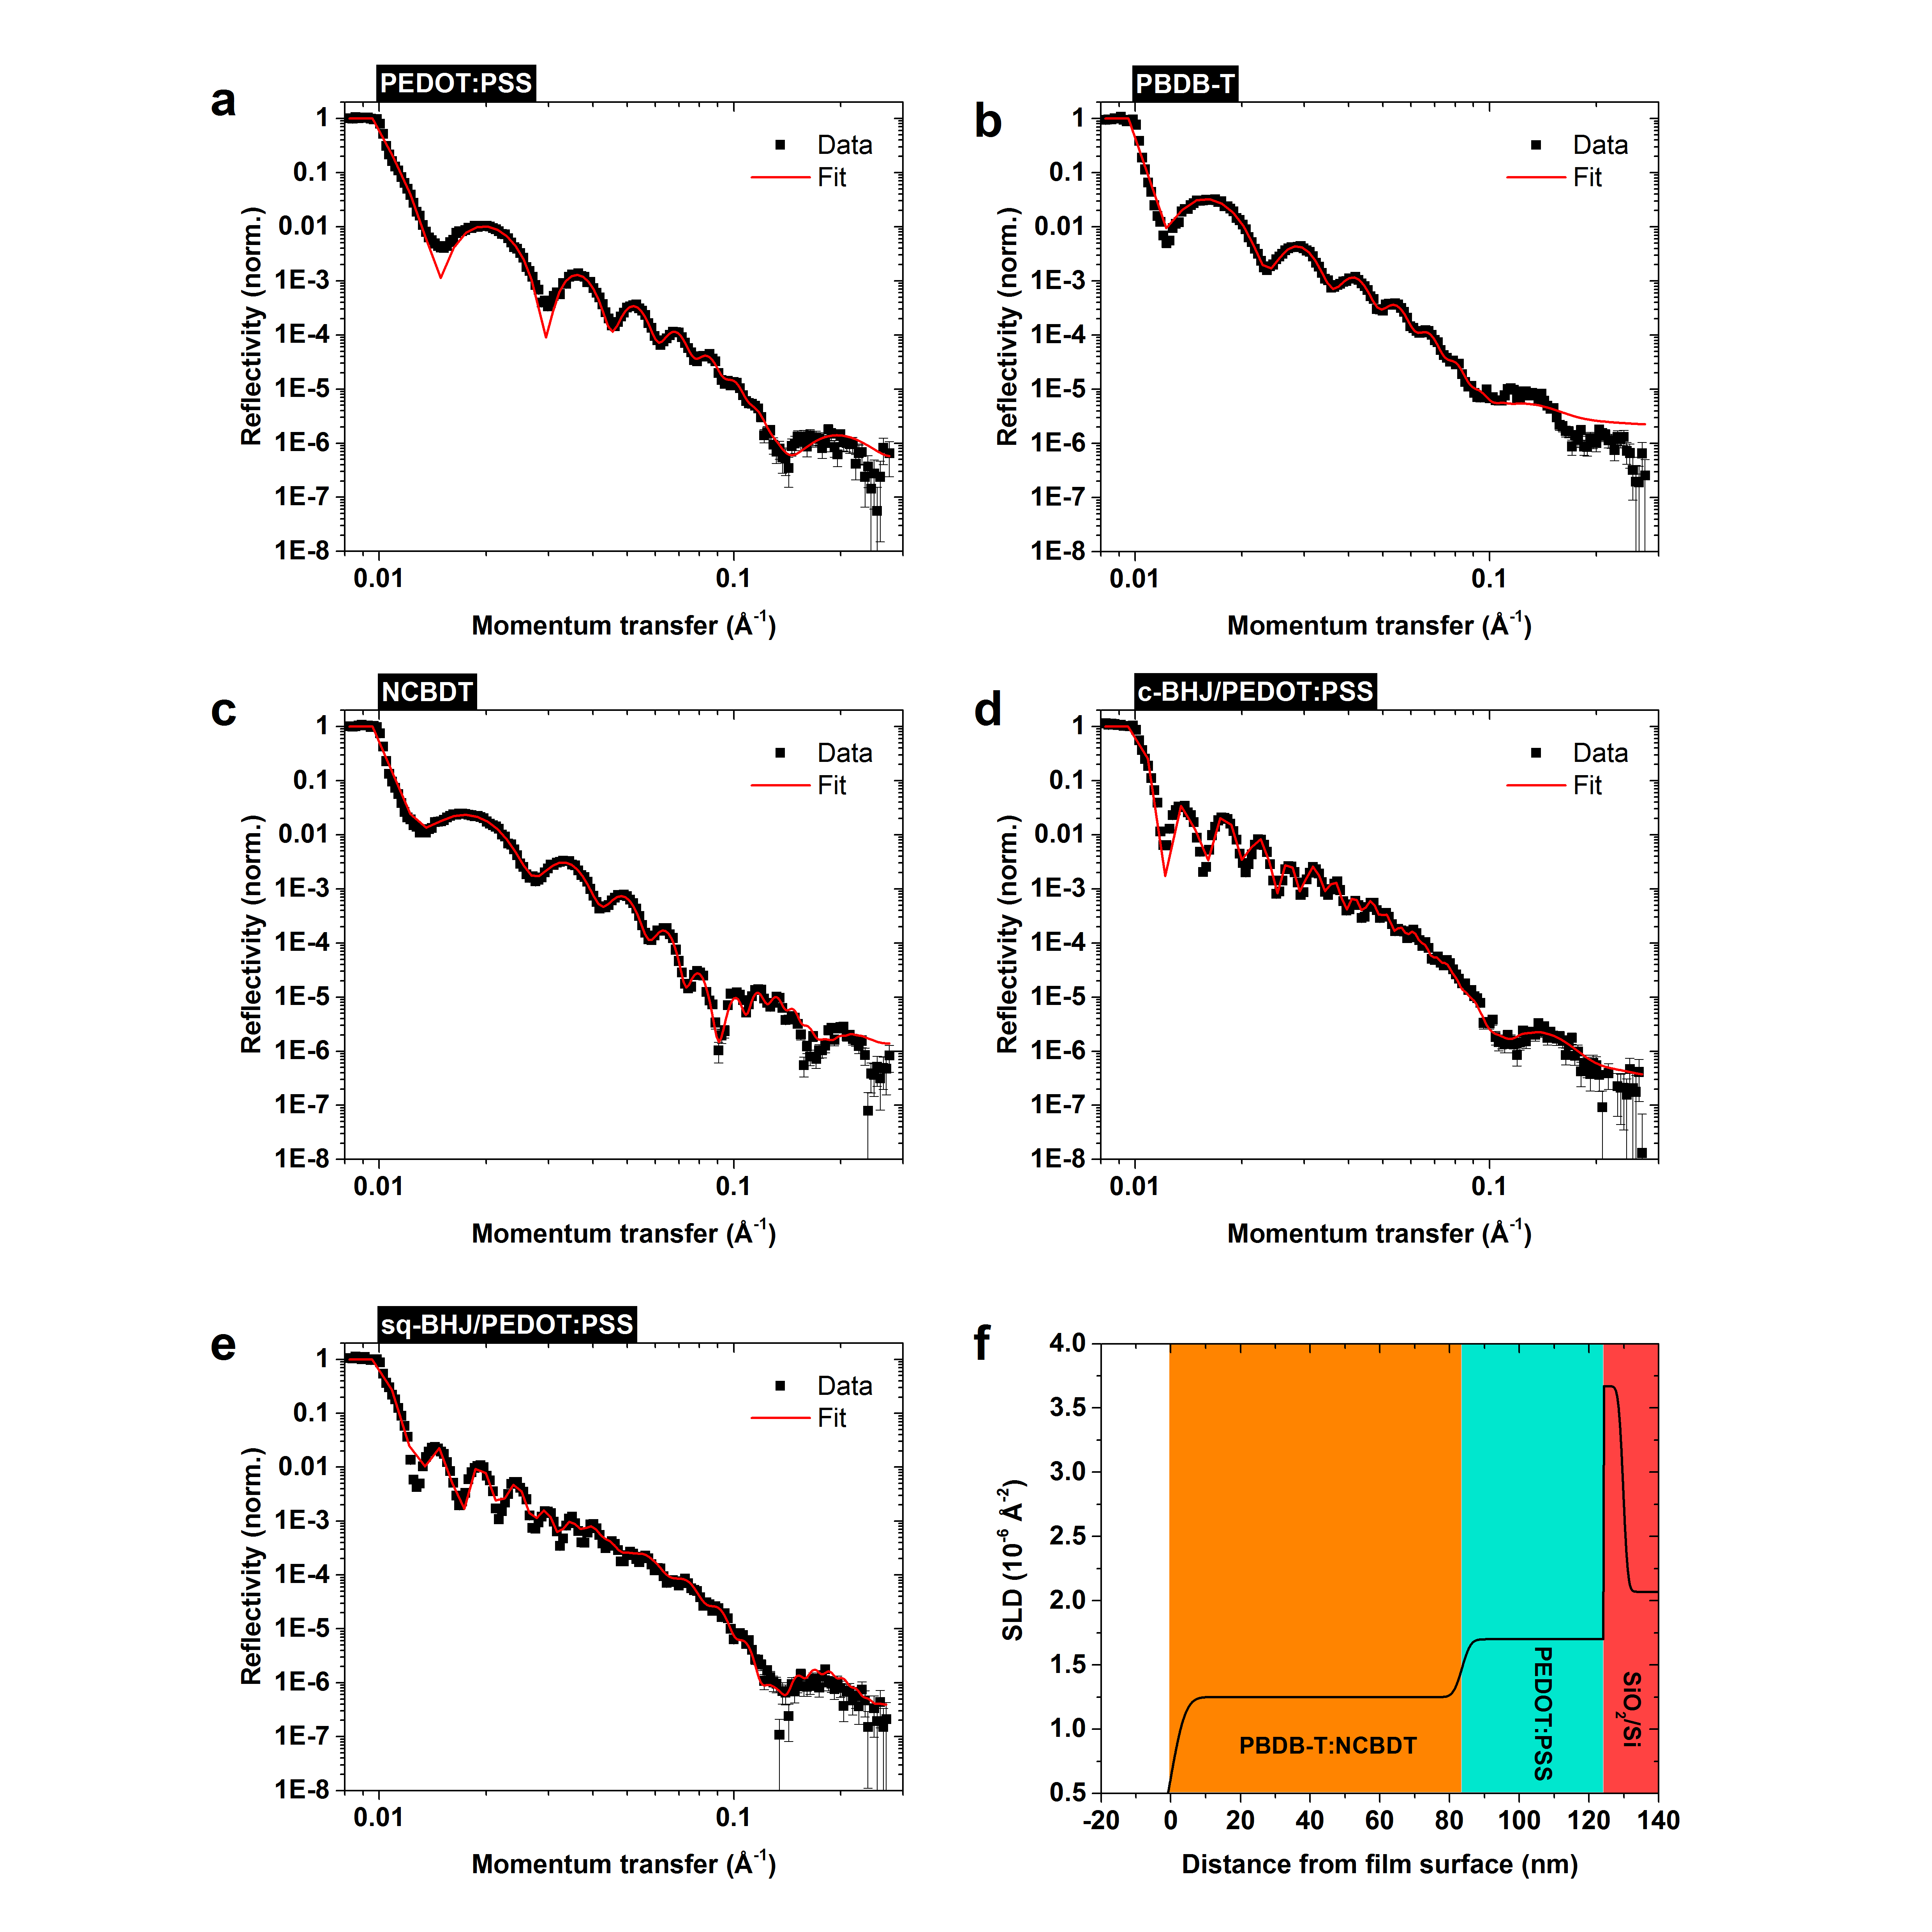 a
PEDOT:PSS
Data
Fit
Reflectivity (norm.)
1
0.1
0.01
1E-3
1E-4
1E-5
1E-6
1E-7
1E-8
0.01
0.1
Momentum transfer (Å⁻¹)
b
PBDB-T
Data
Fit
Reflectivity (norm.)
1
0.1
0.01
1E-3
1E-4
1E-5
1E-6
1E-7
1E-8
0.01
0.1
Momentum transfer (Å⁻¹)
c
NCBDT
Data
Fit
Reflectivity (norm.)
1
0.1
0.01
1E-3
1E-4
1E-5
1E-6
1E-7
1E-8
0.01
0.1
Momentum transfer (Å⁻¹)
d
c-BHJ/PEDOT:PSS
Data
Fit
Reflectivity (norm.)
1
0.1
0.01
1E-3
1E-4
1E-5
1E-6
1E-7
1E-8
0.01
0.1
Momentum transfer (Å⁻¹)
e
sq-BHJ/PEDOT:PSS
Data
Fit
Reflectivity (norm.)
1
0.1
0.01
1E-3
1E-4
1E-5
1E-6
1E-7
1E-8
0.01
0.1
Momentum transfer (Å⁻¹)
f
SLD (10⁻⁶ Å⁻²)
4.0
3.5
3.0
2.5
2.0
1.5
1.0
0.5
PBDB-T:NCBDT
PEDOT:PSS
SiO₂/Si
-20
0
20
40
60
80
100
120
140
Distance from film surface (nm)